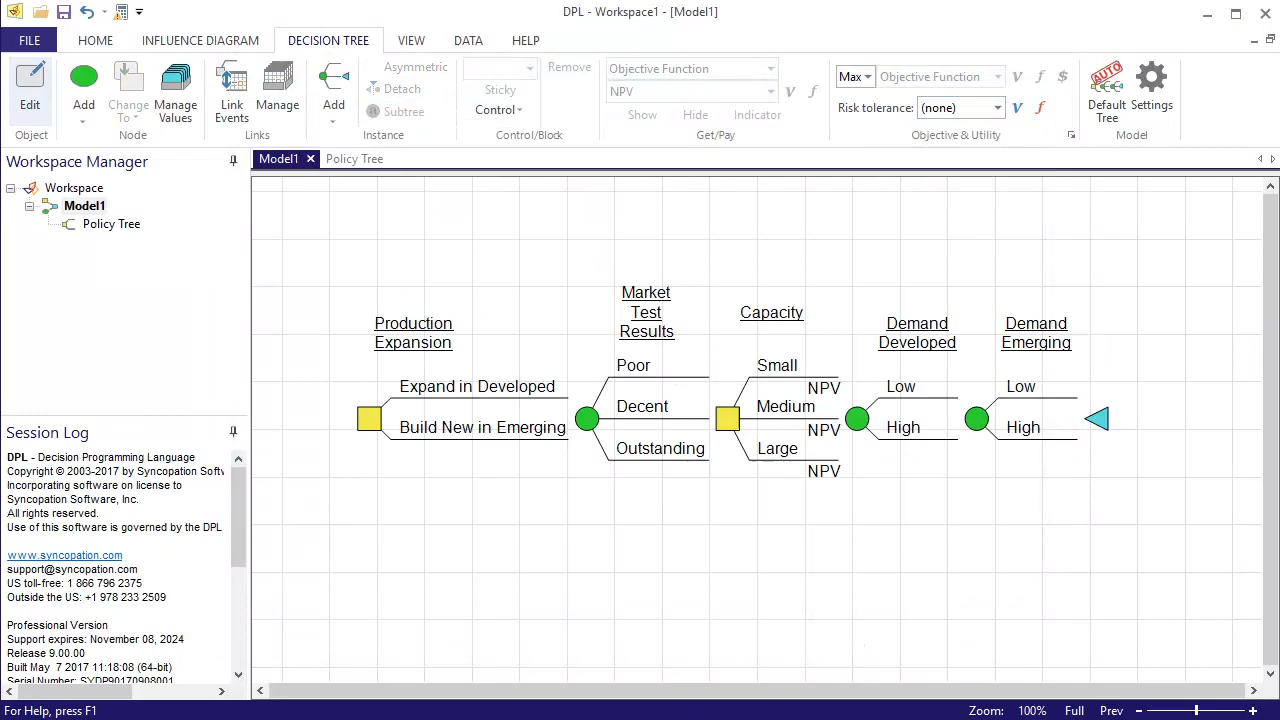 DPL - Workspace1 - [Model1]
FILE
HOME
INFLUENCE DIAGRAM
DECISION TREE
VIEW
DATA
HELP
Edit
Object
Add
Change To
Manage Values
Node
Link Events
Manage
Links
Add
Asymmetric
Detach
Subtree
Instance
Remove
Sticky
Control
Control/Block
Objective Function
NPV
Show
Hide
Indicator
Get/Pay
Max
Objective Function
Risk tolerance:
(none)
Objective & Utility
AUTO
Default Tree
Settings
Model
Workspace Manager
Workspace
Model1
Policy Tree
Model1
Policy Tree
Production
Expansion
Expand in Developed
Build New in Emerging
Market
Test
Results
Poor
Decent
Outstanding
Capacity
Small
NPV
Medium
NPV
Large
NPV
Demand
Developed
Low
High
Demand
Emerging
Low
High
Session Log
DPL - Decision Programming Language
Copyright © 2003-2017 by Syncopation Softw
Incorporating software on license to
Syncopation Software, Inc.
All rights reserved.
Use of this software is governed by the DPL
www.syncopation.com
support@syncopation.com
US toll-free: 1 866 796 2375
Outside the US: +1 978 233 2509
Professional Version
Support expires: November 08, 2024
Release 9.00.00
Built May 7 2017 11:18:08 (64-bit)
Serial Number: SYDP90170908001
For Help, press F1
Zoom: 100% Full Prev